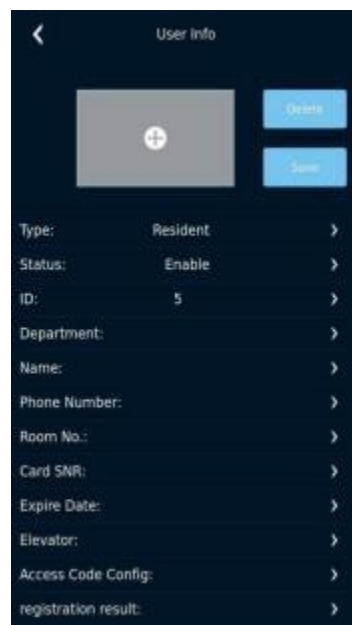 User Info
Delete
Save
Type: Resident
Status: Enable
ID: 5
Department:
Name:
Phone Number:
Room No.:
Card SNR:
Expire Date:
Elevator:
Access Code Config:
registration result: